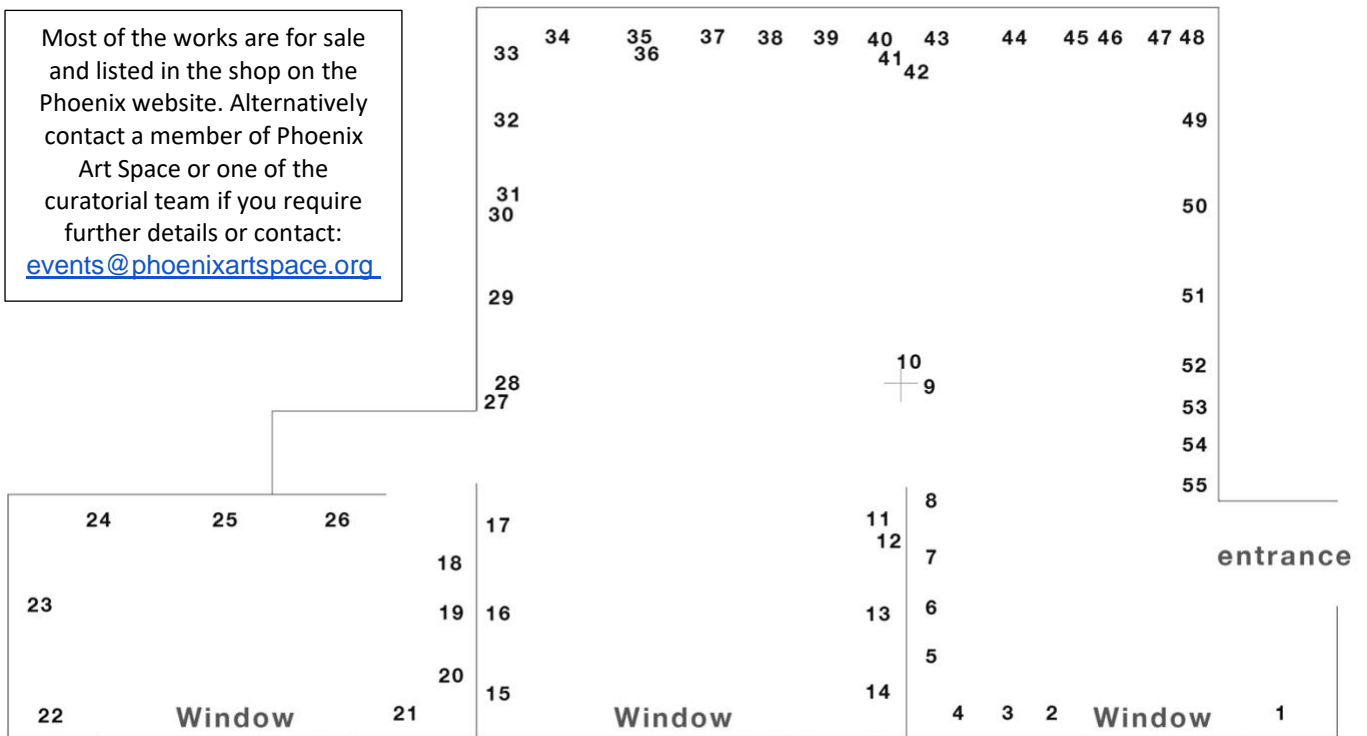 Most of the works are for sale
and listed in the shop on the
Phoenix website. Alternatively
contact a member of Phoenix
Art Space or one of the
curatorial team if you require
further details or contact:
events@phoenixartspace.org
33 34 35 37 38 39 40 43 44 45 46 47 48
36 41 42
32 49
31
30 50
29 51
10 52
28 9
27 53
54
55
8
24 25 26 17 11
12
18 7 entrance
23 19 16 13 6
5
20 15 14
22 Window 21 Window 4 3 2 Window 1